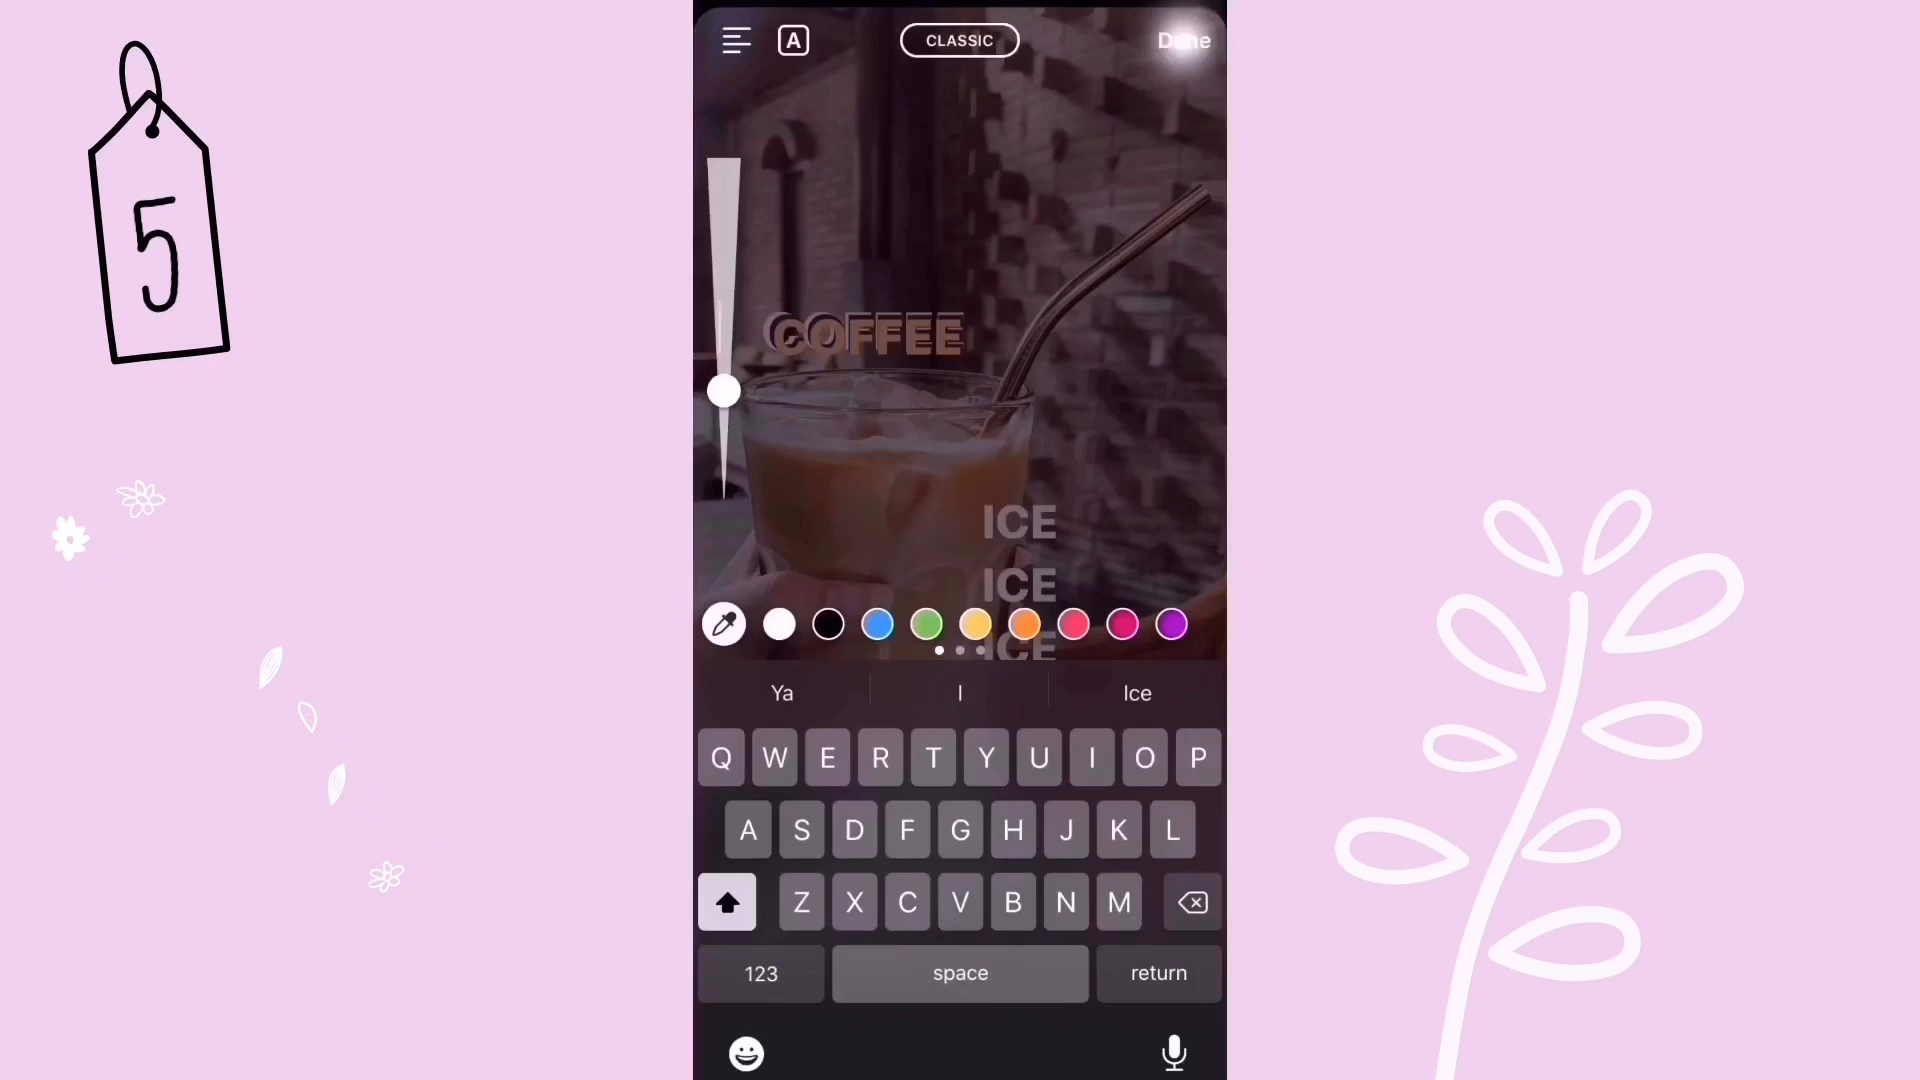 5
A
CLASSIC
Done
COFFEE
ICE
ICE
ICE
Ya
I
Ice
Q W E R T Y U I O P
A S D F G H J K L
Z X C V B N M
123
space
return